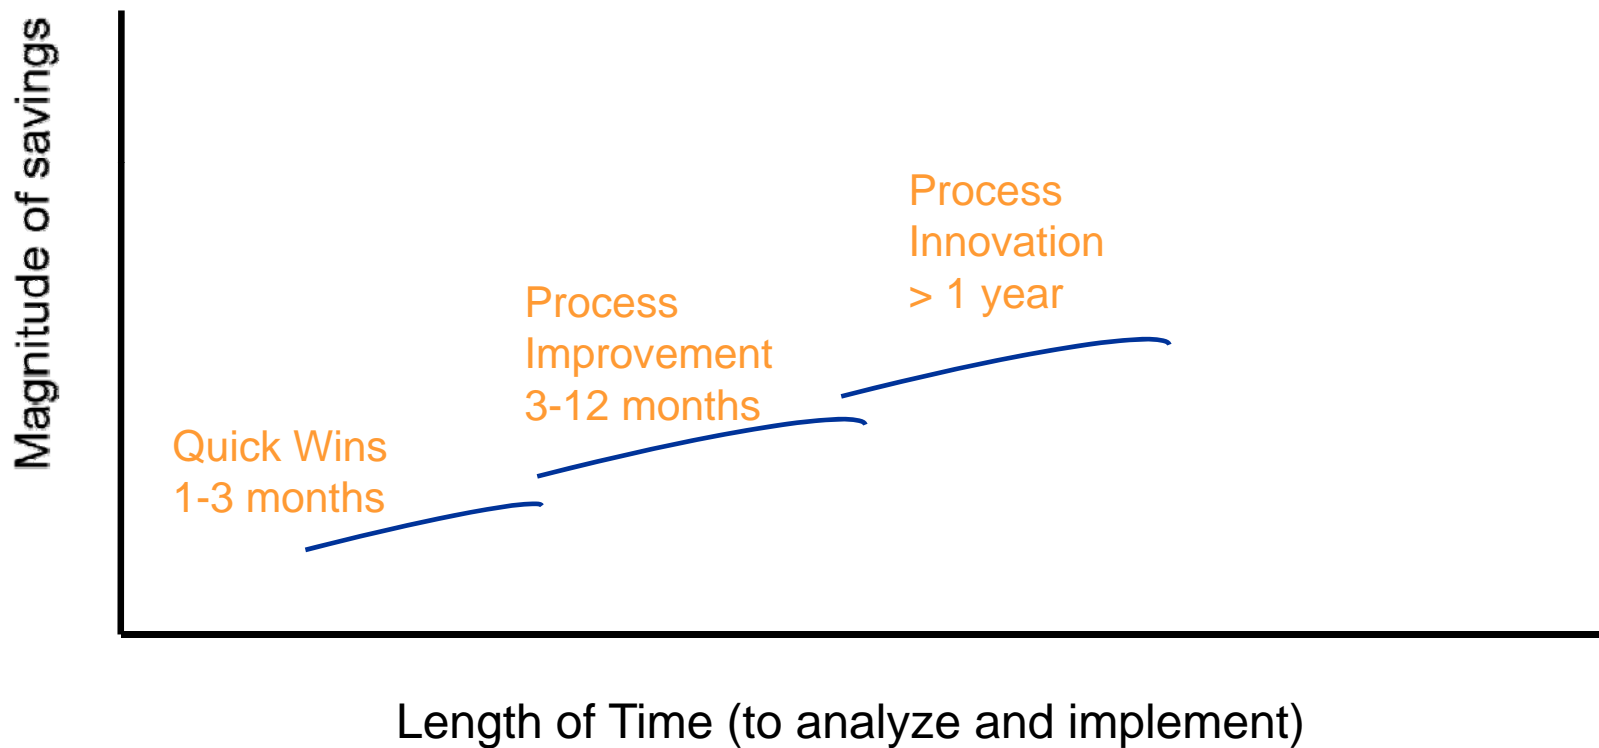 Magnitude of savings
Quick Wins
1-3 months
Process
Improvement
3-12 months
Process
Innovation
> 1 year
Length of Time (to analyze and implement)